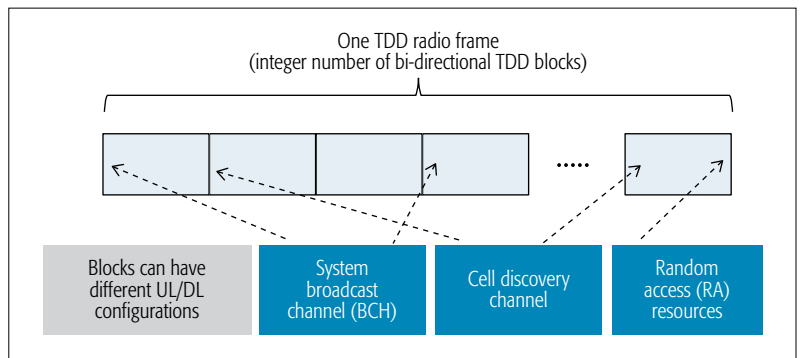 One TDD radio frame
(integer number of bi-directional TDD blocks)
.....
Blocks can have
different UL/DL
configurations
System
broadcast
channel (BCH)
Cell discovery
channel
Random
access (RA)
resources